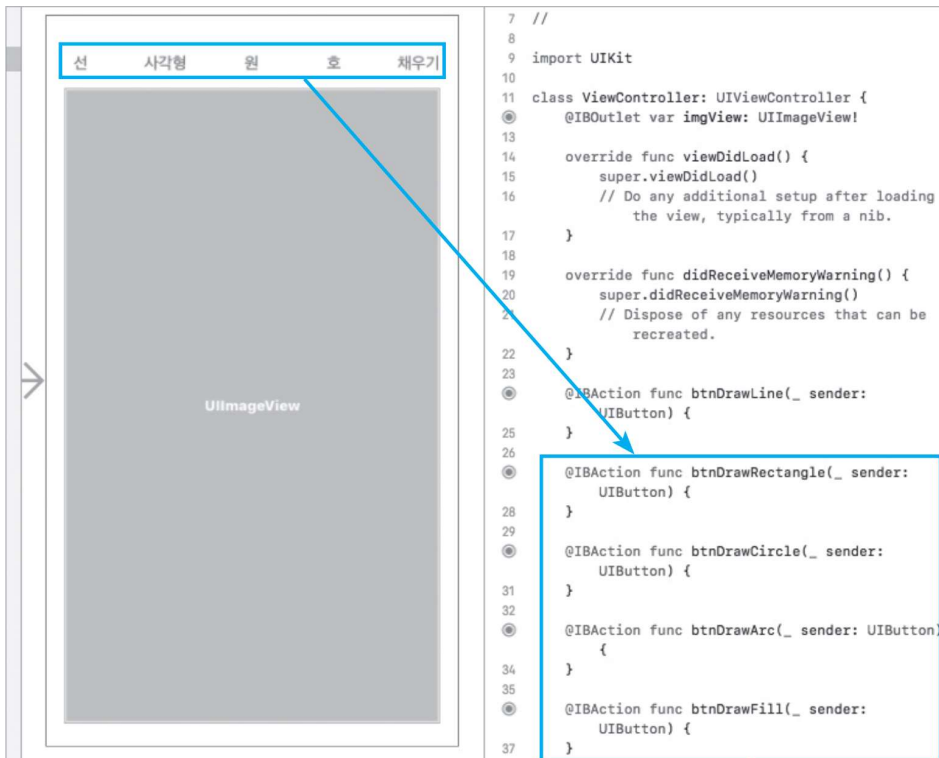 선 사각형 원 호 채우기
UIImageView
7 //
8
9 import UIKit
10
11 class ViewController: UIViewController {
@IBOutlet var imgView: UIImageView!
13
14 override func viewDidLoad() {
15 super.viewDidLoad()
16 // Do any additional setup after loading
the view, typically from a nib.
17 }
18
19 override func didReceiveMemoryWarning() {
20 super.didReceiveMemoryWarning()
21 // Dispose of any resources that can be
recreated.
22 }
23
@IBAction func btnDrawLine(_ sender:
UIButton) {
25 }
26
@IBAction func btnDrawRectangle(_ sender:
UIButton) {
28 }
29
@IBAction func btnDrawCircle(_ sender:
UIButton) {
31 }
32
@IBAction func btnDrawArc(_ sender: UIButton)
{
34 }
35
@IBAction func btnDrawFill(_ sender:
UIButton) {
37 }